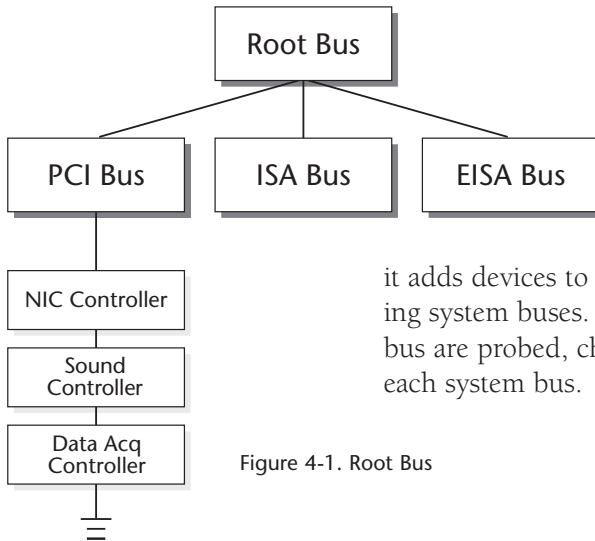 Root Bus
PCI Bus
ISA Bus
EISA Bus
NIC Controller
Sound
Controller
Data Acq
Controller
it adds devices to
ing system buses.
bus are probed, ch
each system bus.
Figure 4-1. Root Bus